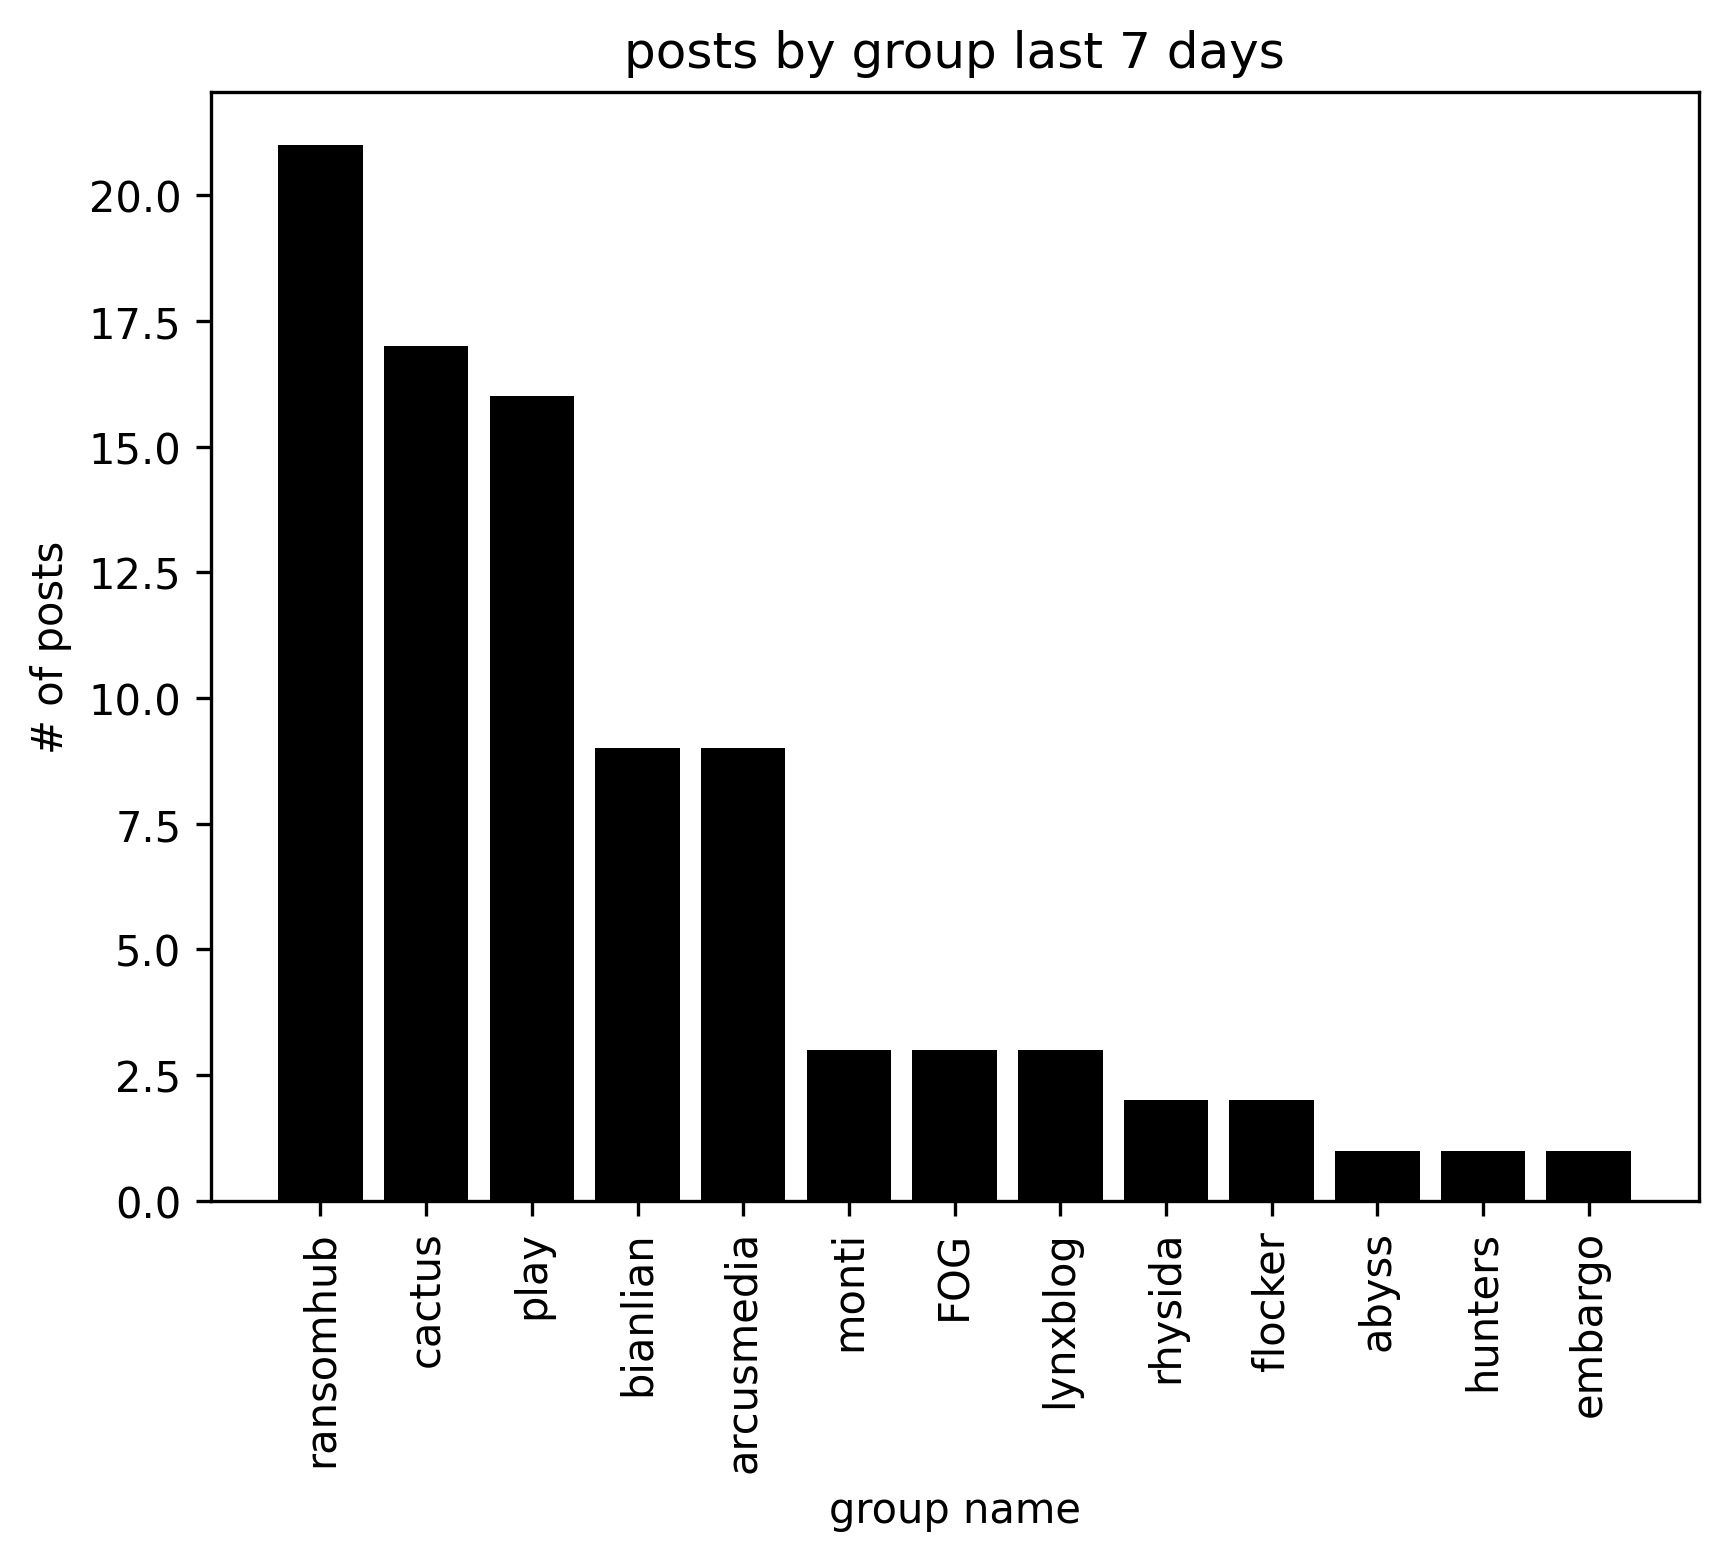 posts by group last 7 days
# of posts
20.0
17.5
15.0
12.5
10.0
7.5
5.0
2.5
0.0
ransomhub
cactus
play
bianlian
arcusmedia
monti
FOG
lynxblog
rhysida
flocker
abyss
hunters
embargo
group name